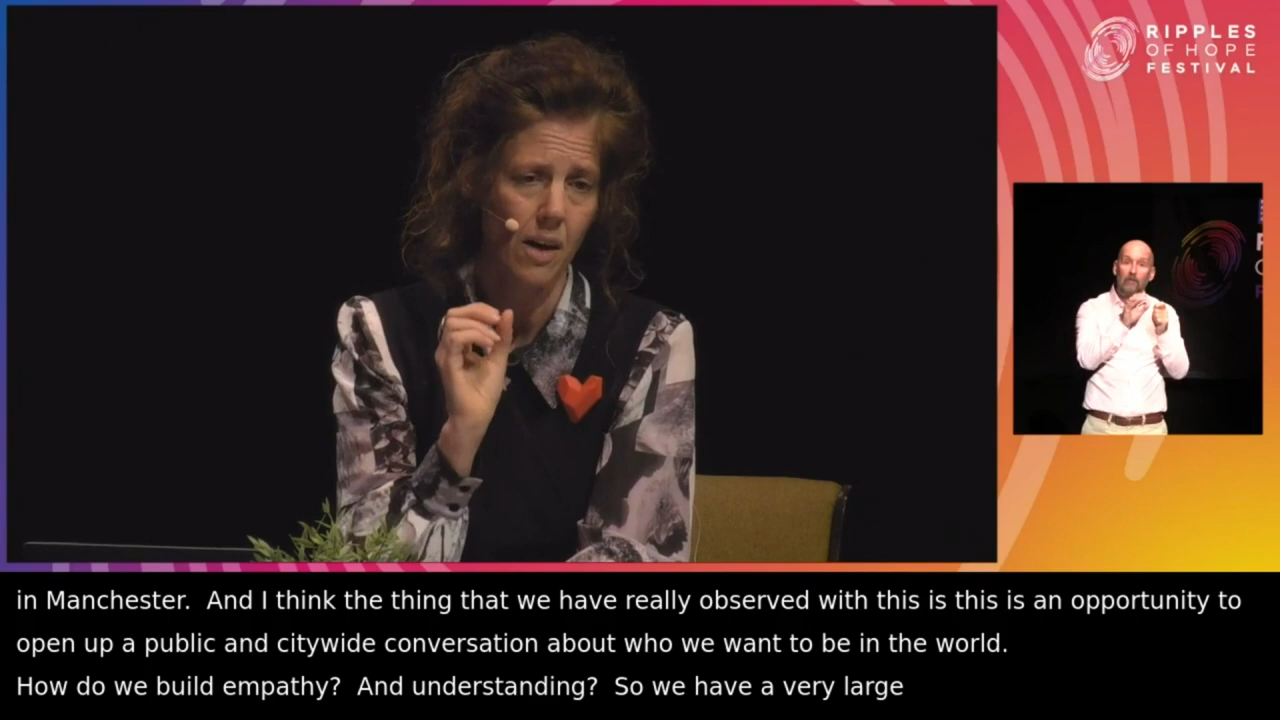 RIPPLES
OF HOPE
FESTIVAL
in Manchester.  And I think the thing that we have really observed with this is this is an opportunity to
open up a public and citywide conversation about who we want to be in the world.
How do we build empathy?  And understanding?  So we have a very large